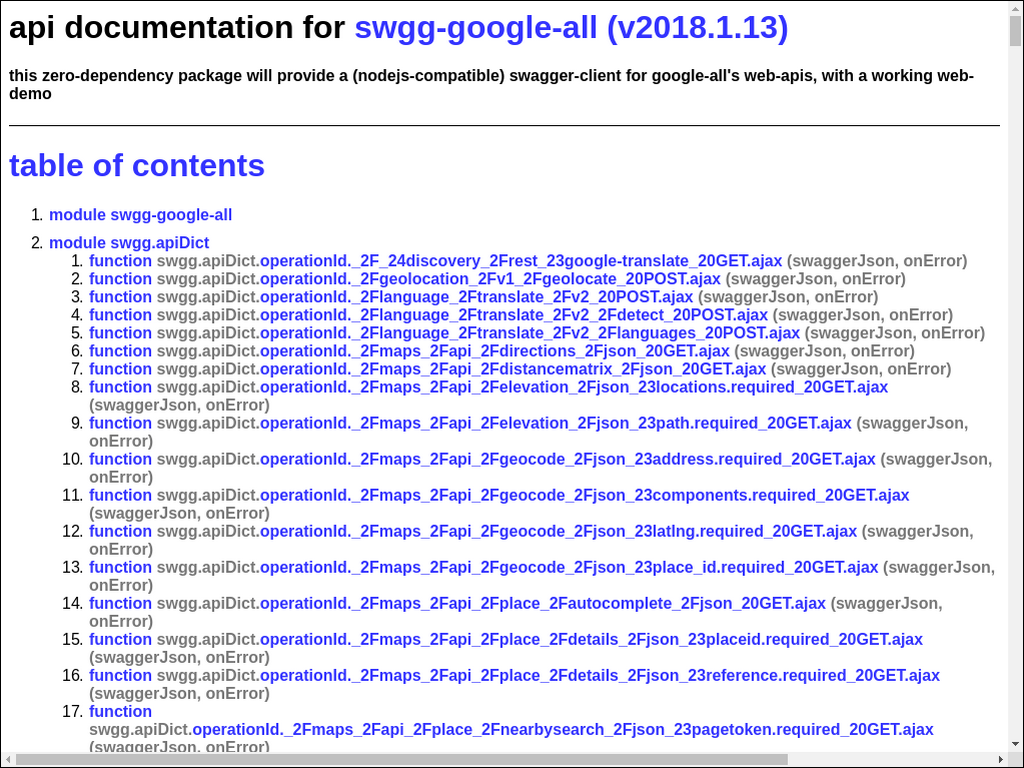 api documentation for swgg-google-all (v2018.1.13)
this zero-dependency package will provide a (nodejs-compatible) swagger-client for google-all's web-apis, with a working web-
demo
table of contents
1. module swgg-google-all
2. module swgg.apiDict
1. function swgg.apiDict.operationId._2F_24discovery_2Frest_23google-translate_20GET.ajax (swaggerJson, onError)
2. function swgg.apiDict.operationId._2Fgeolocation_2Fv1_2Fgeolocate_20POST.ajax (swaggerJson, onError)
3. function swgg.apiDict.operationId._2Flanguage_2Ftranslate_2Fv2_20POST.ajax (swaggerJson, onError)
4. function swgg.apiDict.operationId._2Flanguage_2Ftranslate_2Fv2_2Fdetect_20POST.ajax (swaggerJson, onError)
5. function swgg.apiDict.operationId._2Flanguage_2Ftranslate_2Fv2_2Flanguages_20POST.ajax (swaggerJson, onError)
6. function swgg.apiDict.operationId._2Fmaps_2Fapi_2Fdirections_2Fjson_20GET.ajax (swaggerJson, onError)
7. function swgg.apiDict.operationId._2Fmaps_2Fapi_2Fdistancematrix_2Fjson_20GET.ajax (swaggerJson, onError)
8. function swgg.apiDict.operationId._2Fmaps_2Fapi_2Felevation_2Fjson_23locations.required_20GET.ajax
(swaggerJson, onError)
9. function swgg.apiDict.operationId._2Fmaps_2Fapi_2Felevation_2Fjson_23path.required_20GET.ajax (swaggerJson,
onError)
10. function swgg.apiDict.operationId._2Fmaps_2Fapi_2Fgeocode_2Fjson_23address.required_20GET.ajax (swaggerJson,
onError)
11. function swgg.apiDict.operationId._2Fmaps_2Fapi_2Fgeocode_2Fjson_23components.required_20GET.ajax
(swaggerJson, onError)
12. function swgg.apiDict.operationId._2Fmaps_2Fapi_2Fgeocode_2Fjson_23latlng.required_20GET.ajax (swaggerJson,
onError)
13. function swgg.apiDict.operationId._2Fmaps_2Fapi_2Fgeocode_2Fjson_23place_id.required_20GET.ajax (swaggerJson,
onError)
14. function swgg.apiDict.operationId._2Fmaps_2Fapi_2Fplace_2Fautocomplete_2Fjson_20GET.ajax (swaggerJson,
onError)
15. function swgg.apiDict.operationId._2Fmaps_2Fapi_2Fplace_2Fdetails_2Fjson_23placeid.required_20GET.ajax
(swaggerJson, onError)
16. function swgg.apiDict.operationId._2Fmaps_2Fapi_2Fplace_2Fdetails_2Fjson_23reference.required_20GET.ajax
(swaggerJson, onError)
17. function
swgg.apiDict.operationId._2Fmaps_2Fapi_2Fplace_2Fnearbysearch_2Fjson_23pagetoken.required_20GET.ajax
(swaggerJson, onError)